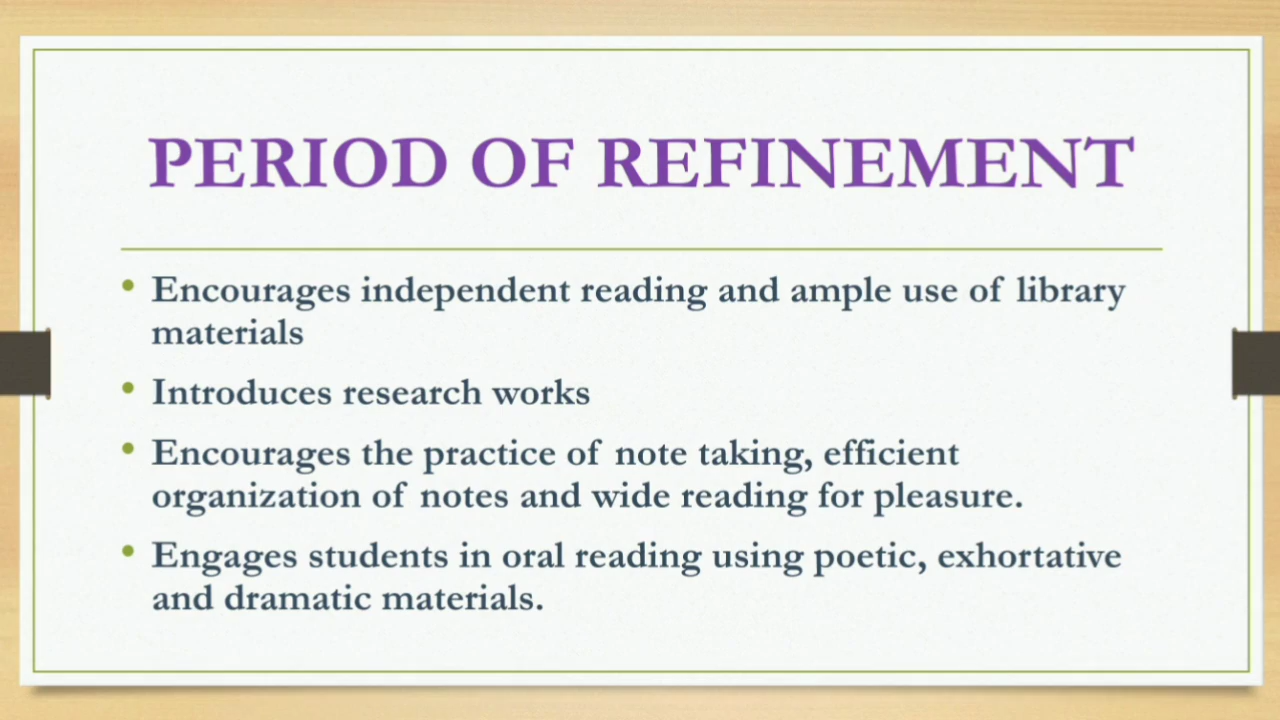 PERIOD OF REFINEMENT
• Encourages independent reading and ample use of library
materials
• Introduces research works
• Encourages the practice of note taking, efficient
organization of notes and wide reading for pleasure.
• Engages students in oral reading using poetic, exhortative
and dramatic materials.